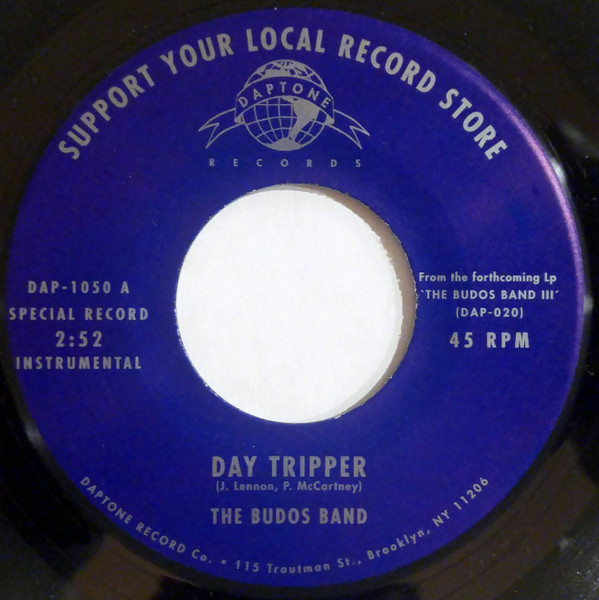 SUPPORT YOUR LOCAL RECORD STORE
DAPTONE
RECORDS
DAP-1050 A
SPECIAL RECORD
2:52
INSTRUMENTAL
From the forthcoming Lp
'THE BUDOS BAND III'
(DAP-020)
45 RPM
DAY TRIPPER
(J. Lennon, P. McCartney)
THE BUDOS BAND
DAPTONE RECORD Co. • 115 Troutman St., Brooklyn, NY 11206